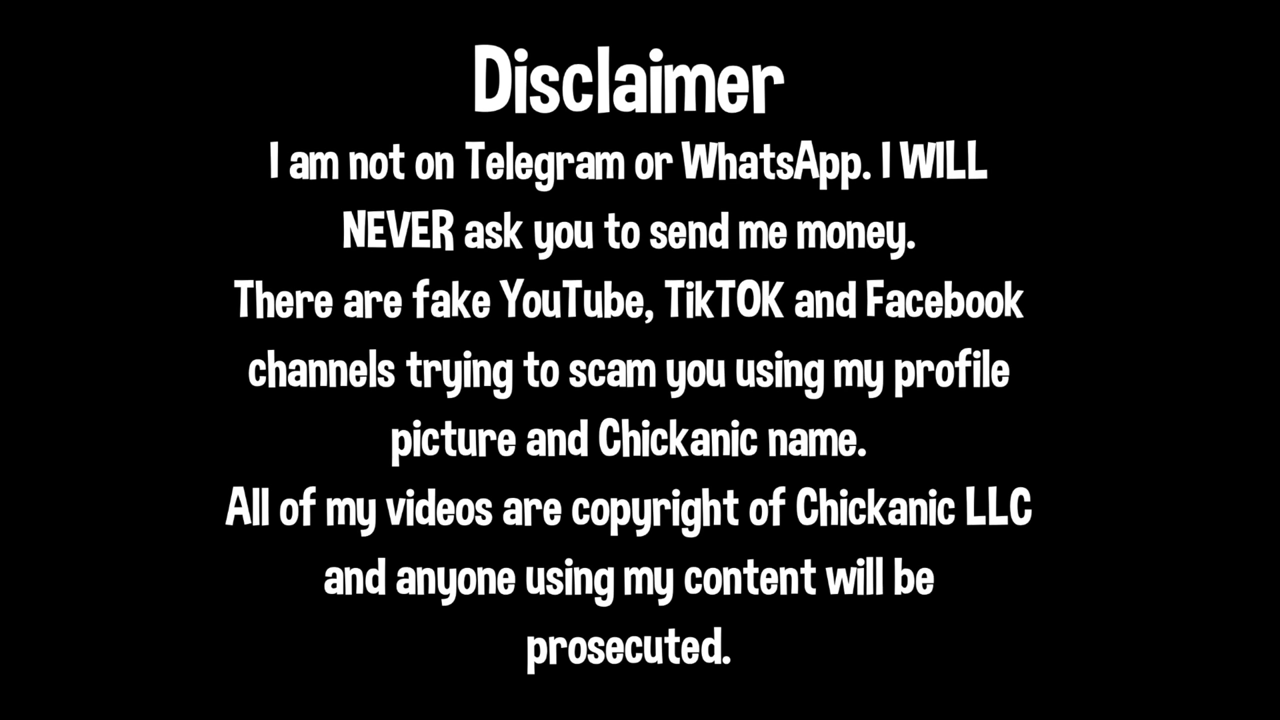 Disclaimer
I am not on Telegram or WhatsApp. I WILL
NEVER ask you to send me money.
There are fake YouTube, TikTOK and Facebook
channels trying to scam you using my profile
picture and Chickanic name.
All of my videos are copyright of Chickanic LLC
and anyone using my content will be
prosecuted.